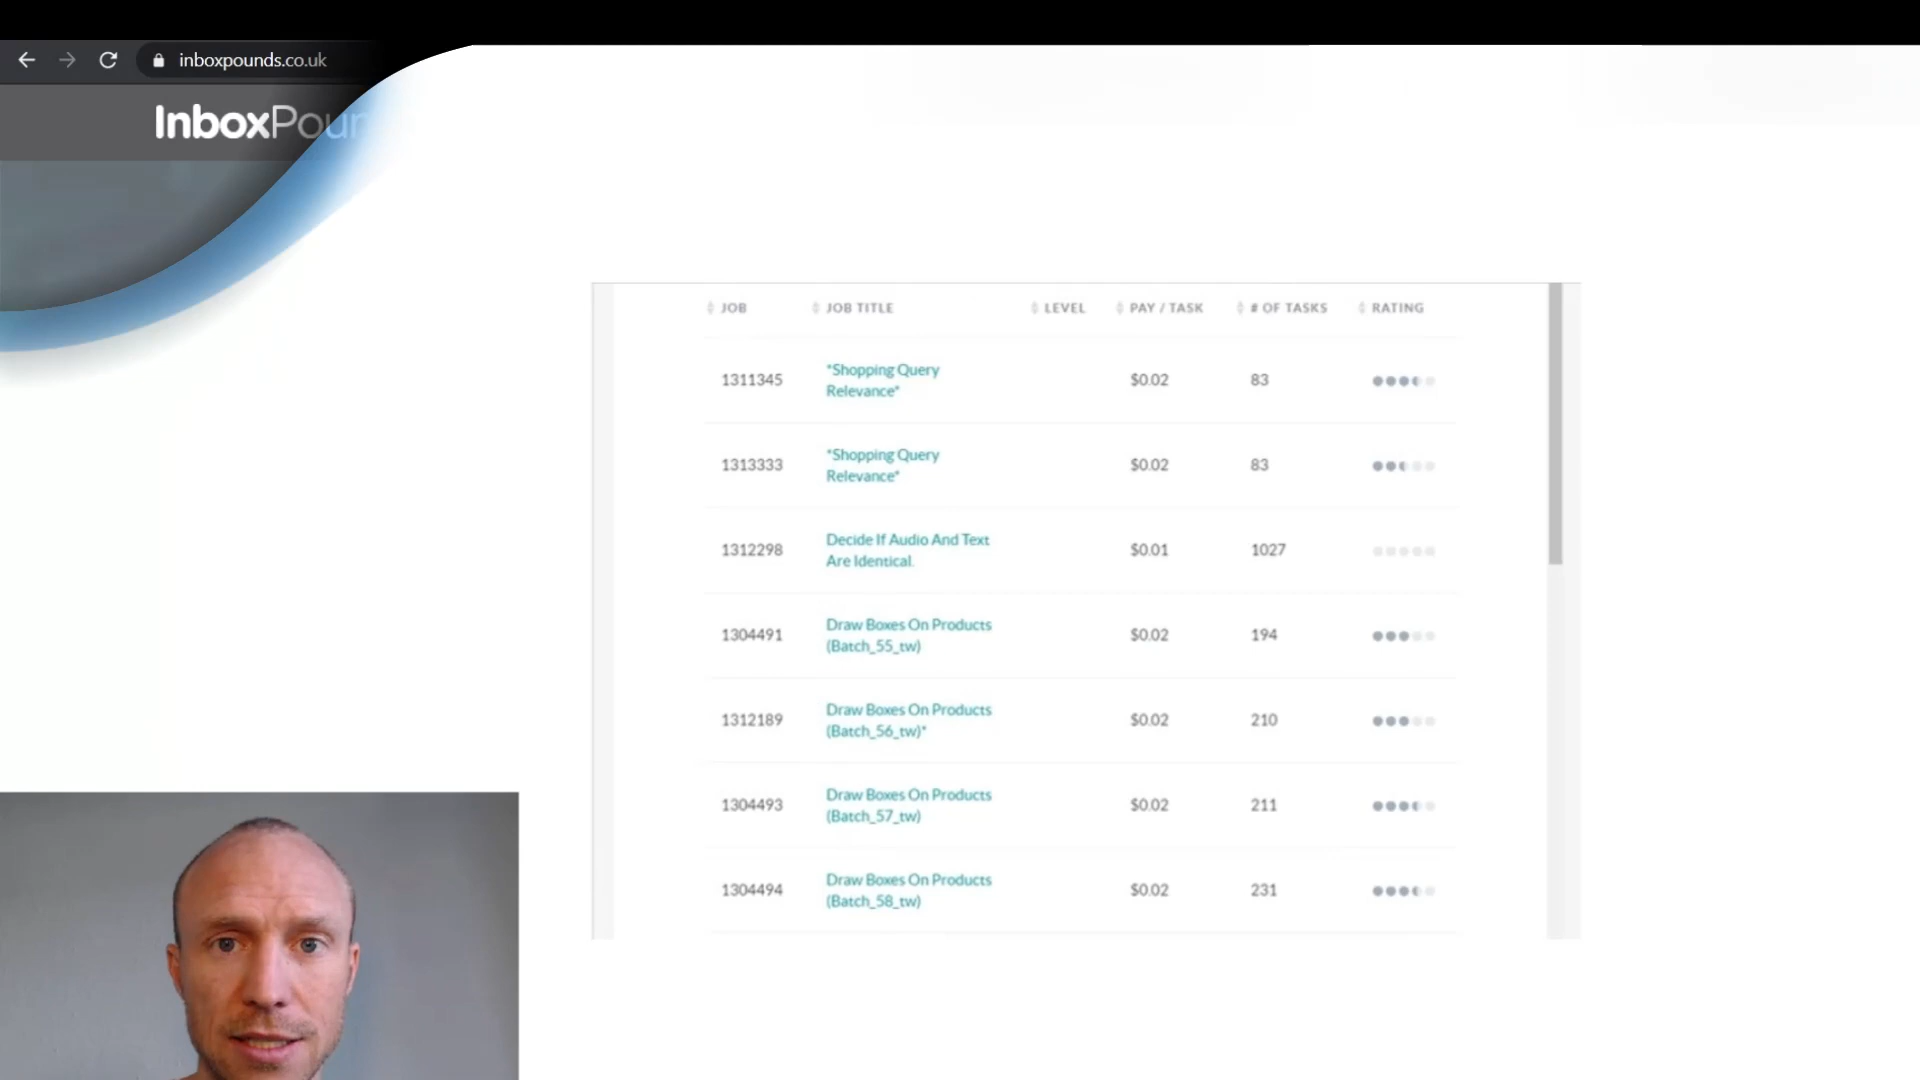 inboxpounds.co.uk
InboxPoun
JOB JOB TITLE LEVEL PAY / TASK # OF TASKS RATING
1311345 *Shopping Query Relevance* $0.02 83
1313333 *Shopping Query Relevance* $0.02 83
1312298 Decide If Audio And Text Are Identical. $0.01 1027
1304491 Draw Boxes On Products (Batch_55_tw) $0.02 194
1312189 Draw Boxes On Products (Batch_56_tw)* $0.02 210
1304493 Draw Boxes On Products (Batch_57_tw) $0.02 211
1304494 Draw Boxes On Products (Batch_58_tw) $0.02 231